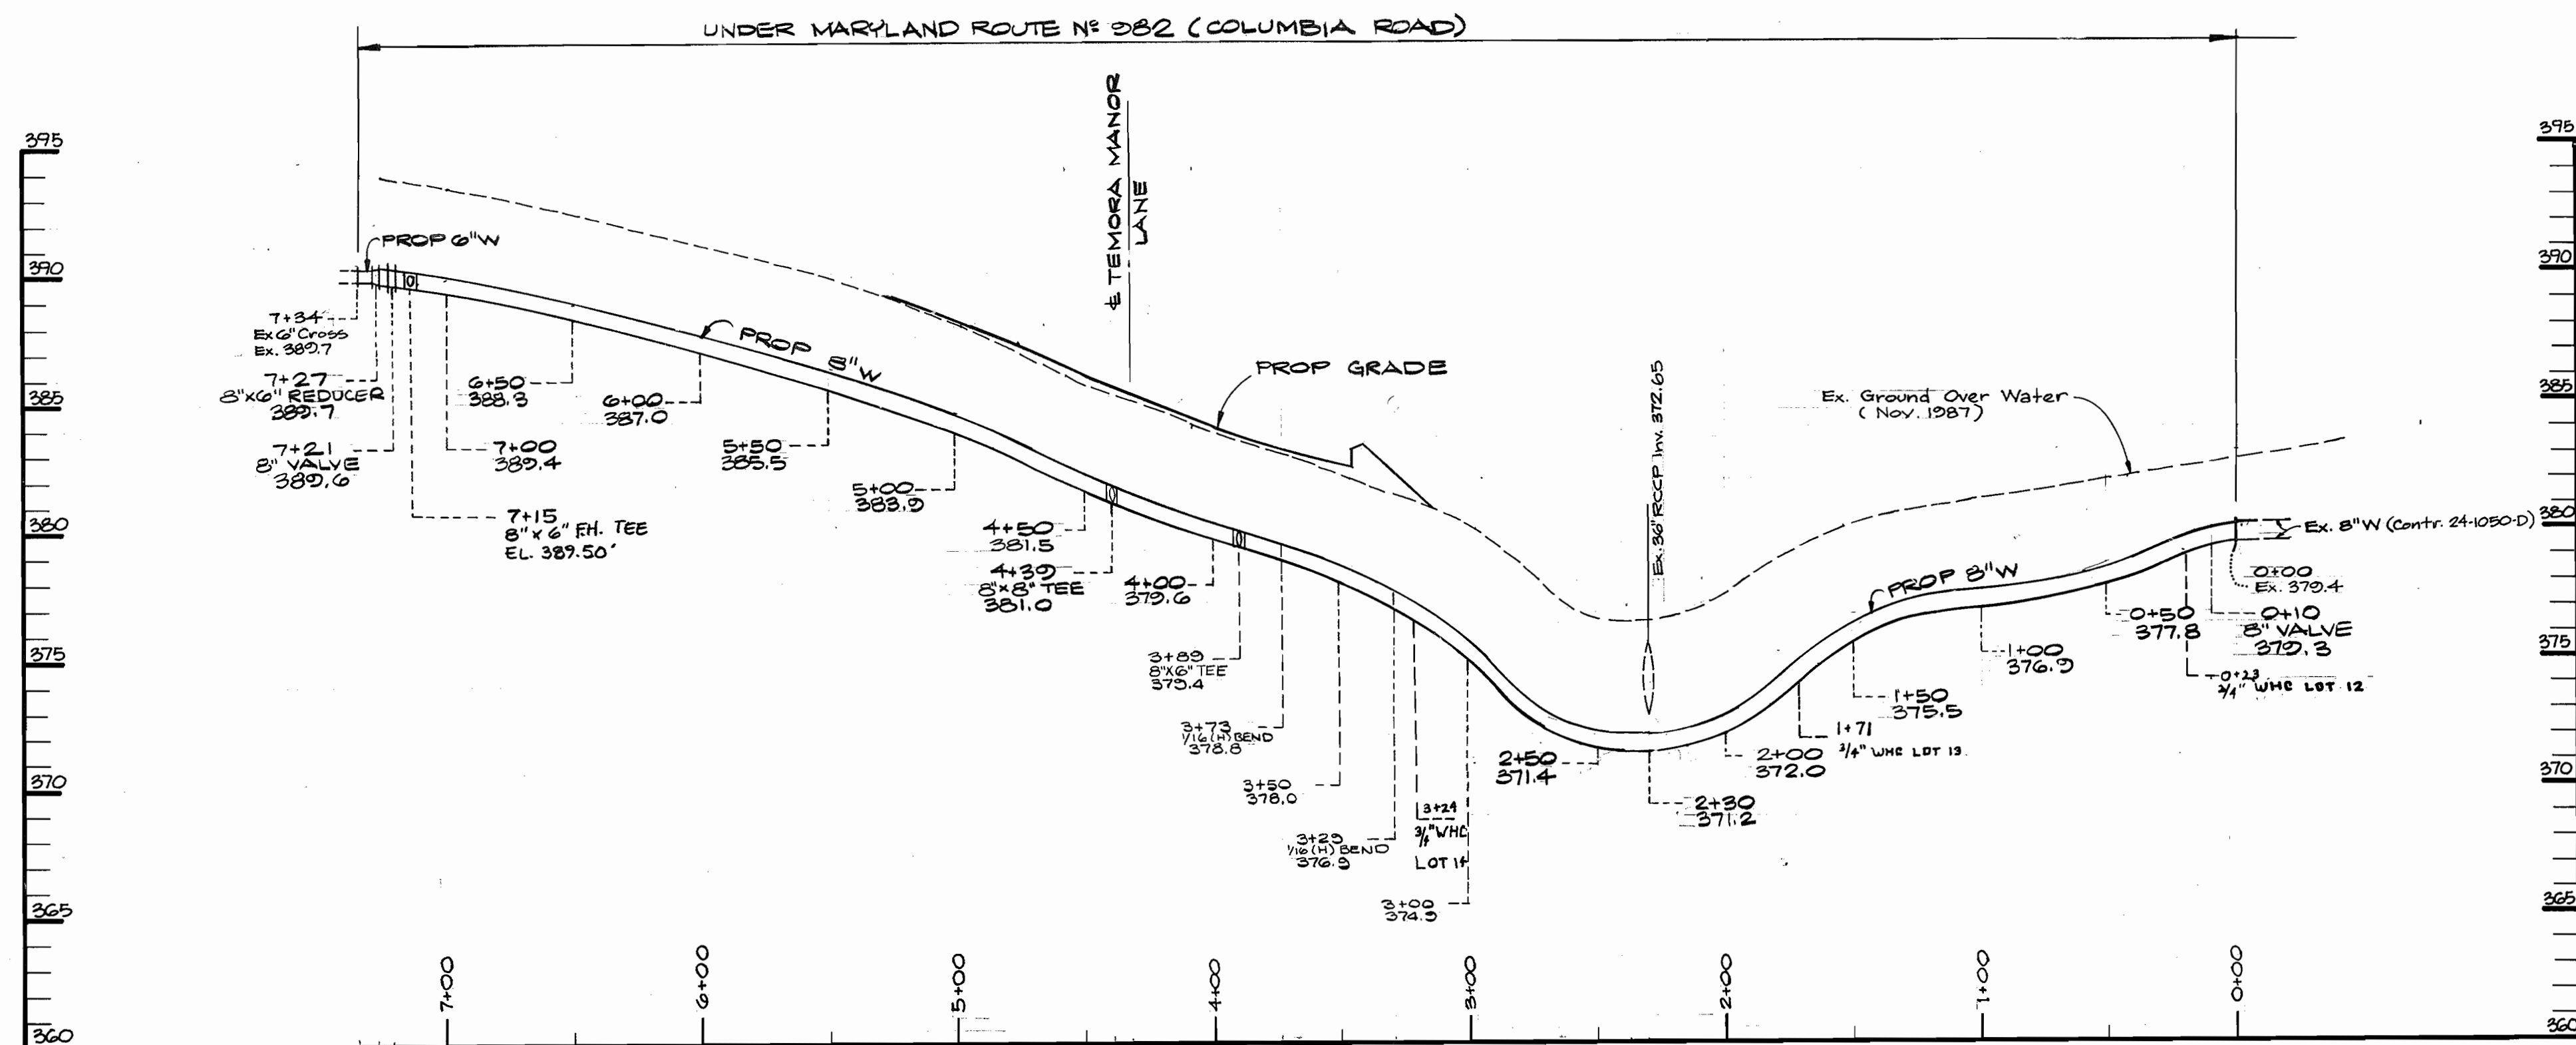 UNDER MARYLAND ROUTE Nº 982 (COLUMBIA ROAD)
395
390
385
380
375
370
365
360
PROP 6"W
7+34
Ex 6" Cross
Ex. 389.7
7+27
8"x6" REDUCER
389.7
7+21
8" VALVE
389.6
7+15
8"x 6" F.H. TEE
EL. 389.50'
7+00
389.4
6+50
388.3
6+00
387.0
PROP 8"W
5+50
385.5
5+00
383.9
℄ TEMORA MANOR
LANE
4+50
381.5
4+39
8"x8" TEE
381.0
4+00
379.6
PROP GRADE
3+89
8"X6" TEE
379.4
3+73
1/16 (H) BEND
378.8
3+50
378.0
3+29
1/16 (H) BEND
376.9
3+24
3/4" WHC
LOT 14
3+00
374.9
2+50
371.4
Ex. 36" RCCP Inv. 372.65
2+30
371.2
2+00
372.0
1+71
3/4" WHC LOT 13
1+50
375.5
PROP 8"W
1+00
376.9
Ex. Ground Over Water
(Nov. 1987)
0+50
377.8
0+23
3/4" WHC LOT 12
0+10
8" VALVE
379.3
0+00
Ex. 379.4
Ex. 8"W (Contr. 24-1050-D)
395
390
385
380
375
370
365
360
7+00
6+00
5+00
4+00
3+00
2+00
1+00
0+00